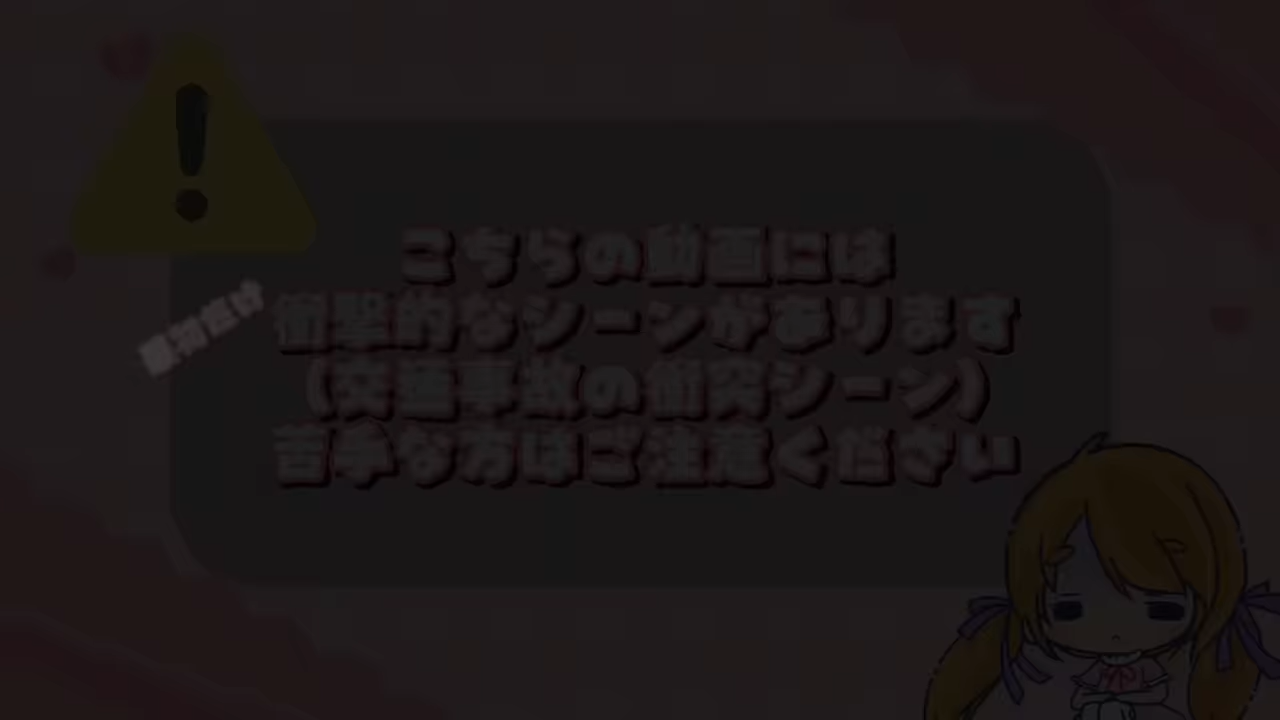 こちらの動画には
衝撃的なシーンがあります
(交通事故の衝突シーン)
苦手な方はご注意ください